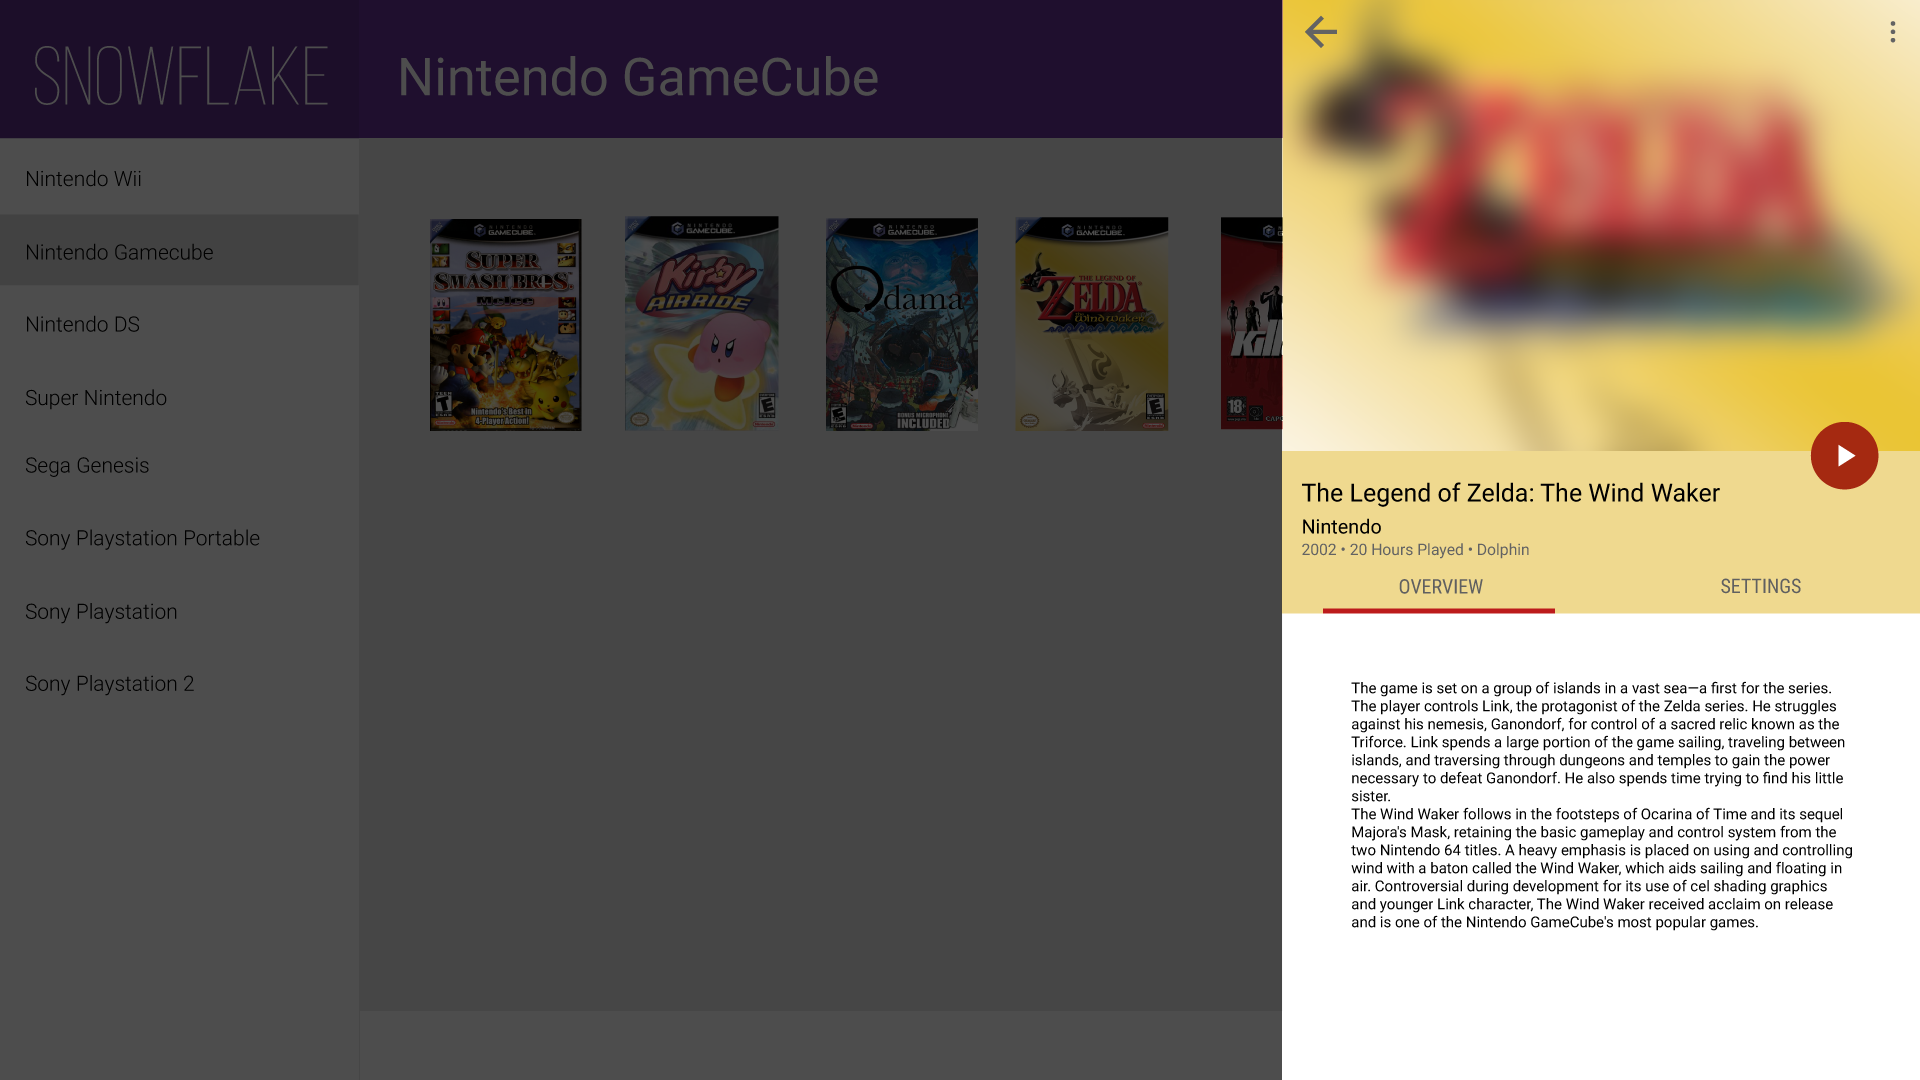 SNOWFLAKE
Nintendo GameCube
Nintendo Wii
Nintendo Gamecube
Nintendo DS
Super Nintendo
Sega Genesis
Sony Playstation Portable
Sony Playstation
Sony Playstation 2
NINTENDO
GAMECUBE
SUPER
SMASH BROS.
Melee
T
Nintendo's Best in
4-Player Action!
NINTENDO
GAMECUBE
Kirby
AIR RIDE
E
NINTENDO
GAMECUBE
Odama
E
BONUS MICROPHONE
INCLUDED
NINTENDO
GAMECUBE
THE LEGEND OF
ZELDA
The Wind Waker
E
18+
ZELDA
The Legend of Zelda: The Wind Waker
Nintendo
2002 • 20 Hours Played • Dolphin
OVERVIEW
SETTINGS
The game is set on a group of islands in a vast sea—a first for the series.
The player controls Link, the protagonist of the Zelda series. He struggles
against his nemesis, Ganondorf, for control of a sacred relic known as the
Triforce. Link spends a large portion of the game sailing, traveling between
islands, and traversing through dungeons and temples to gain the power
necessary to defeat Ganondorf. He also spends time trying to find his little
sister.
The Wind Waker follows in the footsteps of Ocarina of Time and its sequel
Majora's Mask, retaining the basic gameplay and control system from the
two Nintendo 64 titles. A heavy emphasis is placed on using and controlling
wind with a baton called the Wind Waker, which aids sailing and floating in
air. Controversial during development for its use of cel shading graphics
and younger Link character, The Wind Waker received acclaim on release
and is one of the Nintendo GameCube's most popular games.